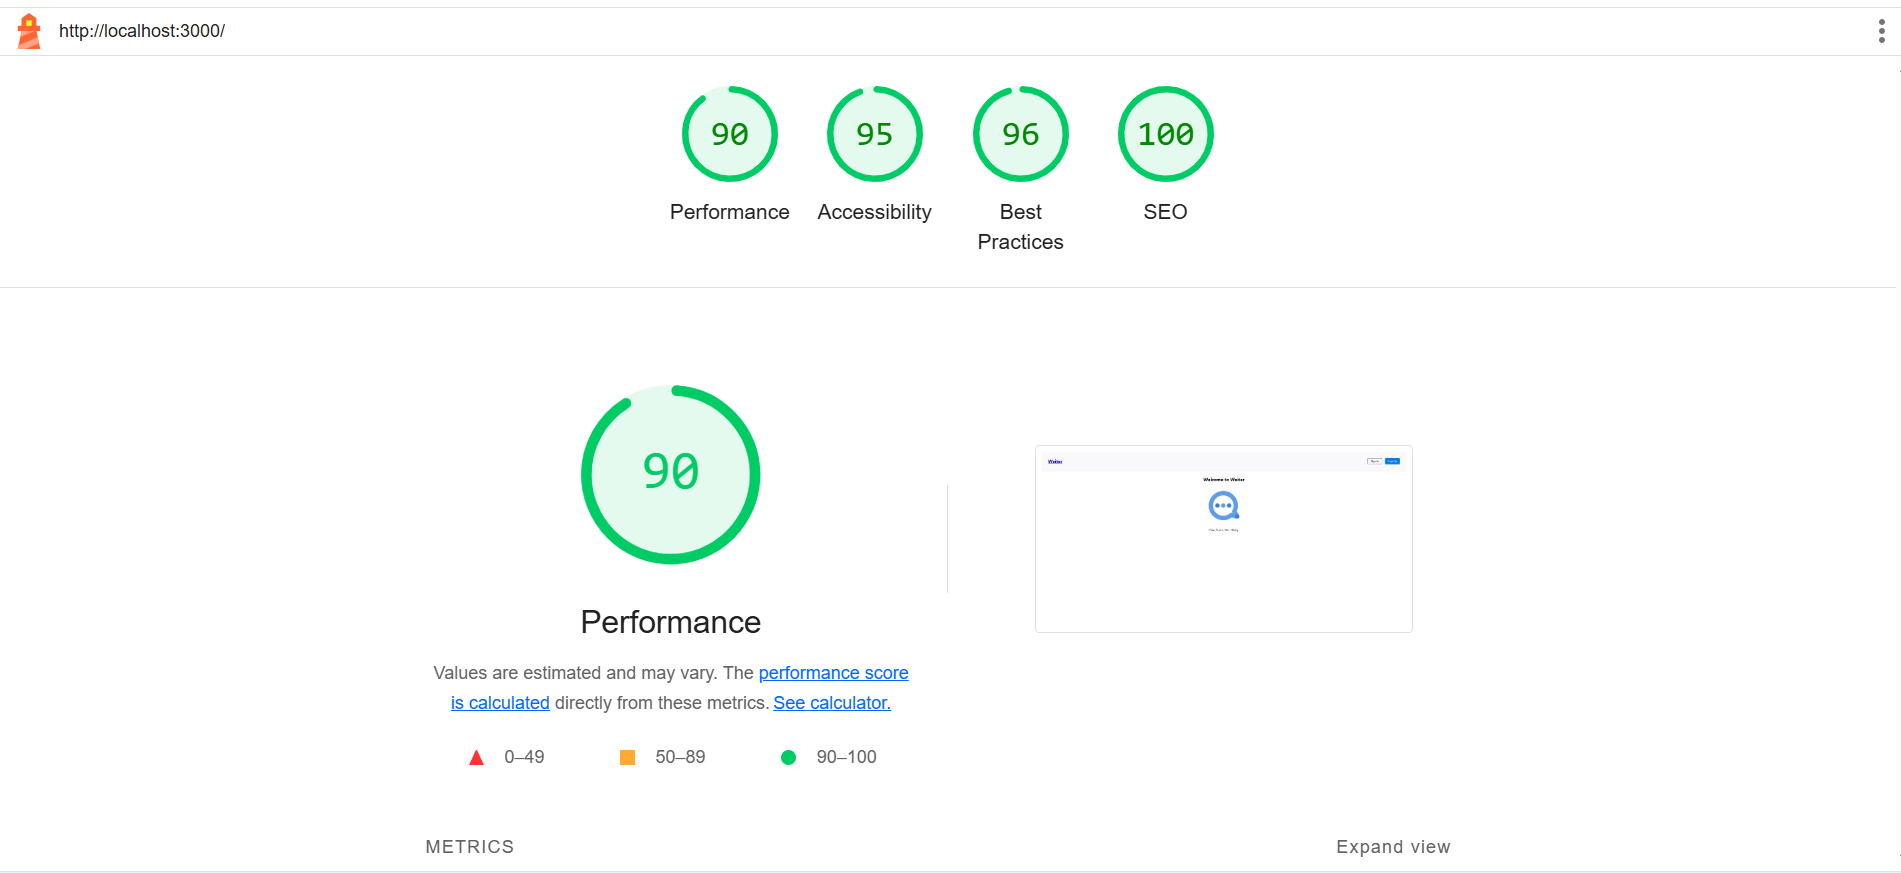 http://localhost:3000/
90
95
96
100
Performance
Accessibility
Best
Practices
SEO
90
Performance
Values are estimated and may vary. The performance score
is calculated directly from these metrics. See calculator.
0–49
50–89
90–100
Welcome to
METRICS
Expand view